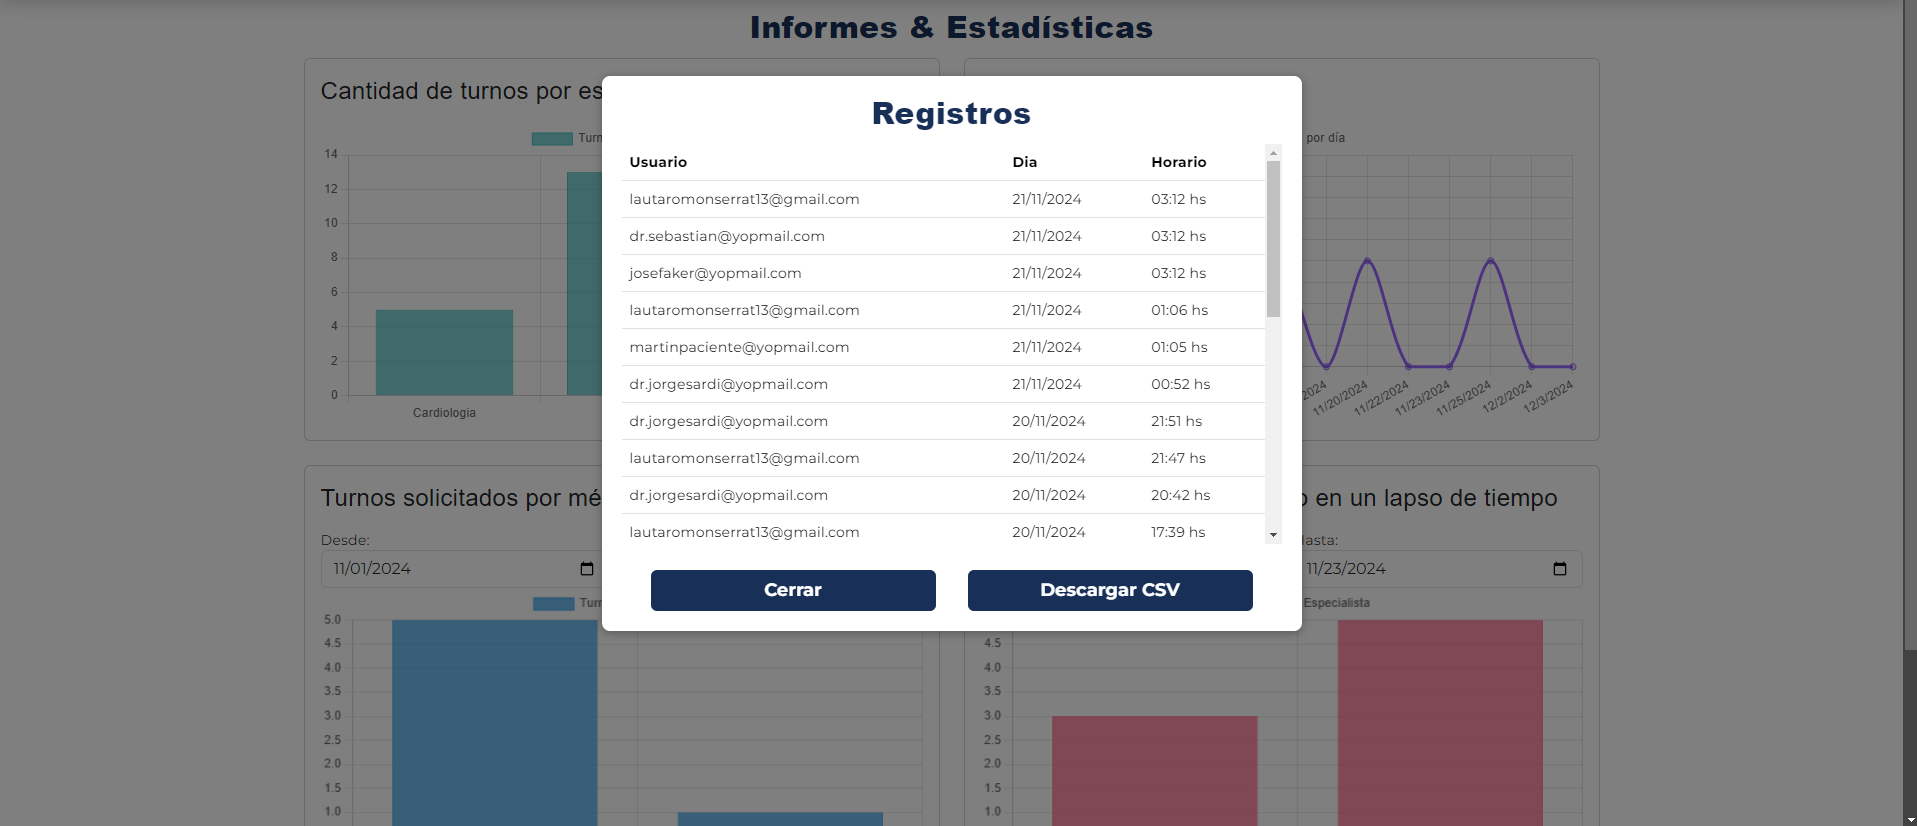 Informes & Estadísticas
Cantidad de turnos por es
Turn
14
12
10
8
6
4
2
0
Cardiologia
por día
2024
11/20/2024
11/22/2024
11/23/2024
11/25/2024
12/2/2024
12/3/2024
Registros
Usuario Dia Horario
lautaromonserrat13@gmail.com 21/11/2024 03:12 hs
dr.sebastian@yopmail.com 21/11/2024 03:12 hs
josefaker@yopmail.com 21/11/2024 03:12 hs
lautaromonserrat13@gmail.com 21/11/2024 01:06 hs
martinpaciente@yopmail.com 21/11/2024 01:05 hs
dr.jorgesardi@yopmail.com 21/11/2024 00:52 hs
dr.jorgesardi@yopmail.com 20/11/2024 21:51 hs
lautaromonserrat13@gmail.com 20/11/2024 21:47 hs
dr.jorgesardi@yopmail.com 20/11/2024 20:42 hs
lautaromonserrat13@gmail.com 20/11/2024 17:39 hs
Cerrar Descargar CSV
Turnos solicitados por mé
Desde:
11/01/2024
Turn
5.0
4.5
4.0
3.5
3.0
2.5
2.0
1.5
1.0
en un lapso de tiempo
asta:
11/23/2024
Especialista
4.5
4.0
3.5
3.0
2.5
2.0
1.5
1.0